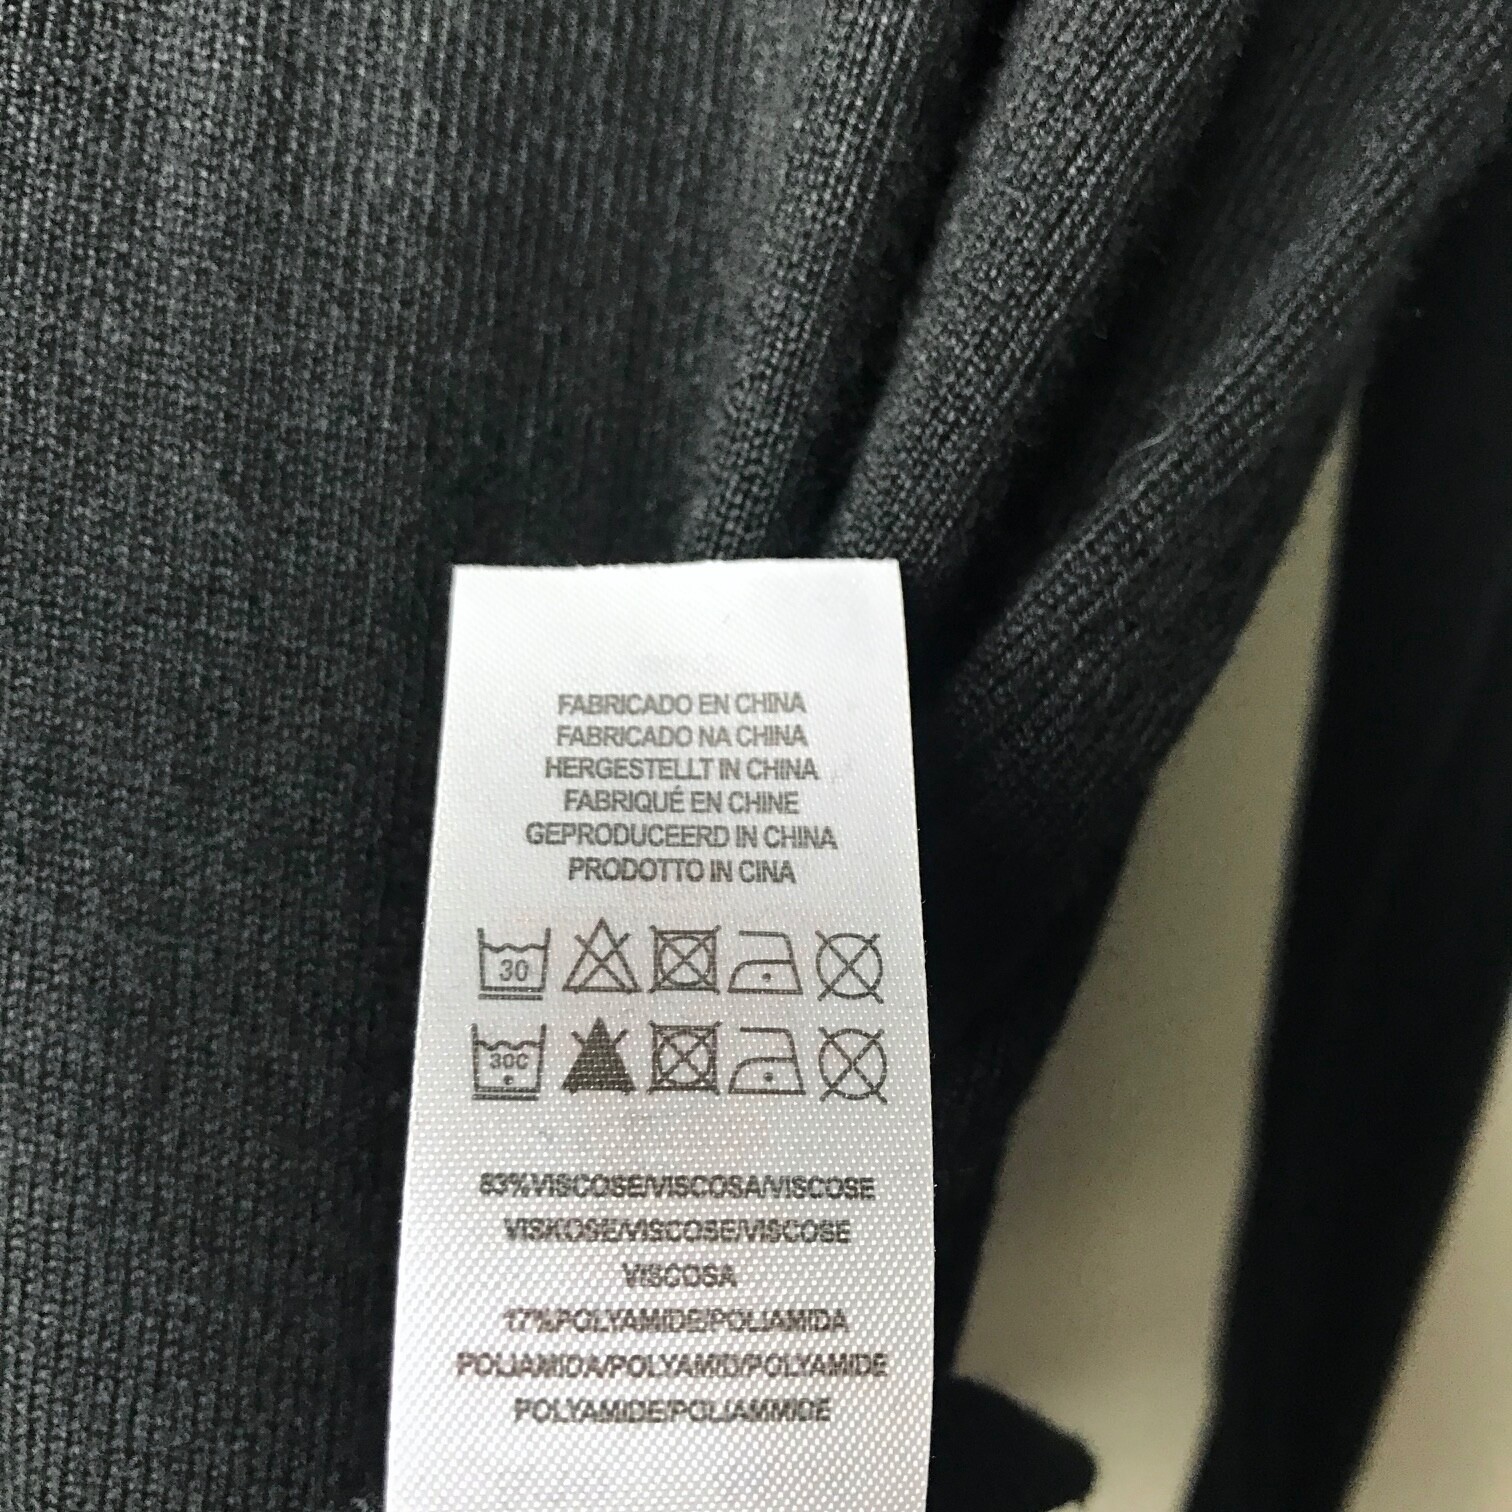 FABRICADO EN CHINA
FABRICADO NA CHINA
HERGESTELLT IN CHINA
FABRIQUÉ EN CHINE
GEPRODUCEERD IN CHINA
PRODOTTO IN CINA
30
30C
83%VISCOSE/VISCOSA/VISCOSE
VISKOSE/VISCOSE/VISCOSE
VISCOSA
17%POLYAMIDE/POLIAMIDA
POLIAMIDA/POLYAMID/POLYAMIDE
POLYAMIDE/POLIAMMIDE